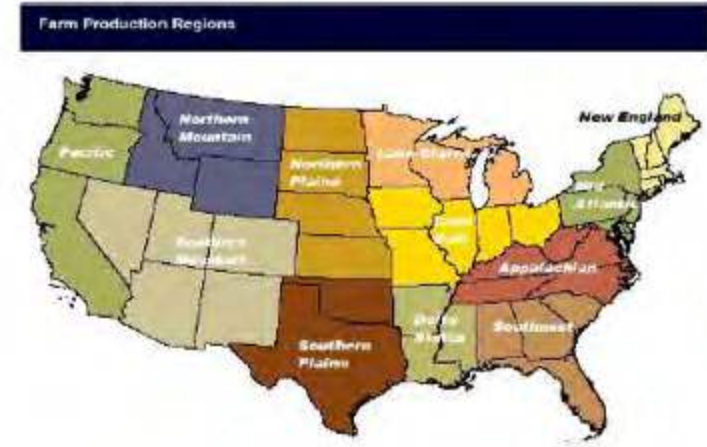 Farm Production Regions
New England
Northern
Mountain
Pacific
Northern
Plains
Lake States
Mid
Atlantic
Corn
Belt
Southern
Mountain
Appalachian
Delta
States
Southeast
Southern
Plains